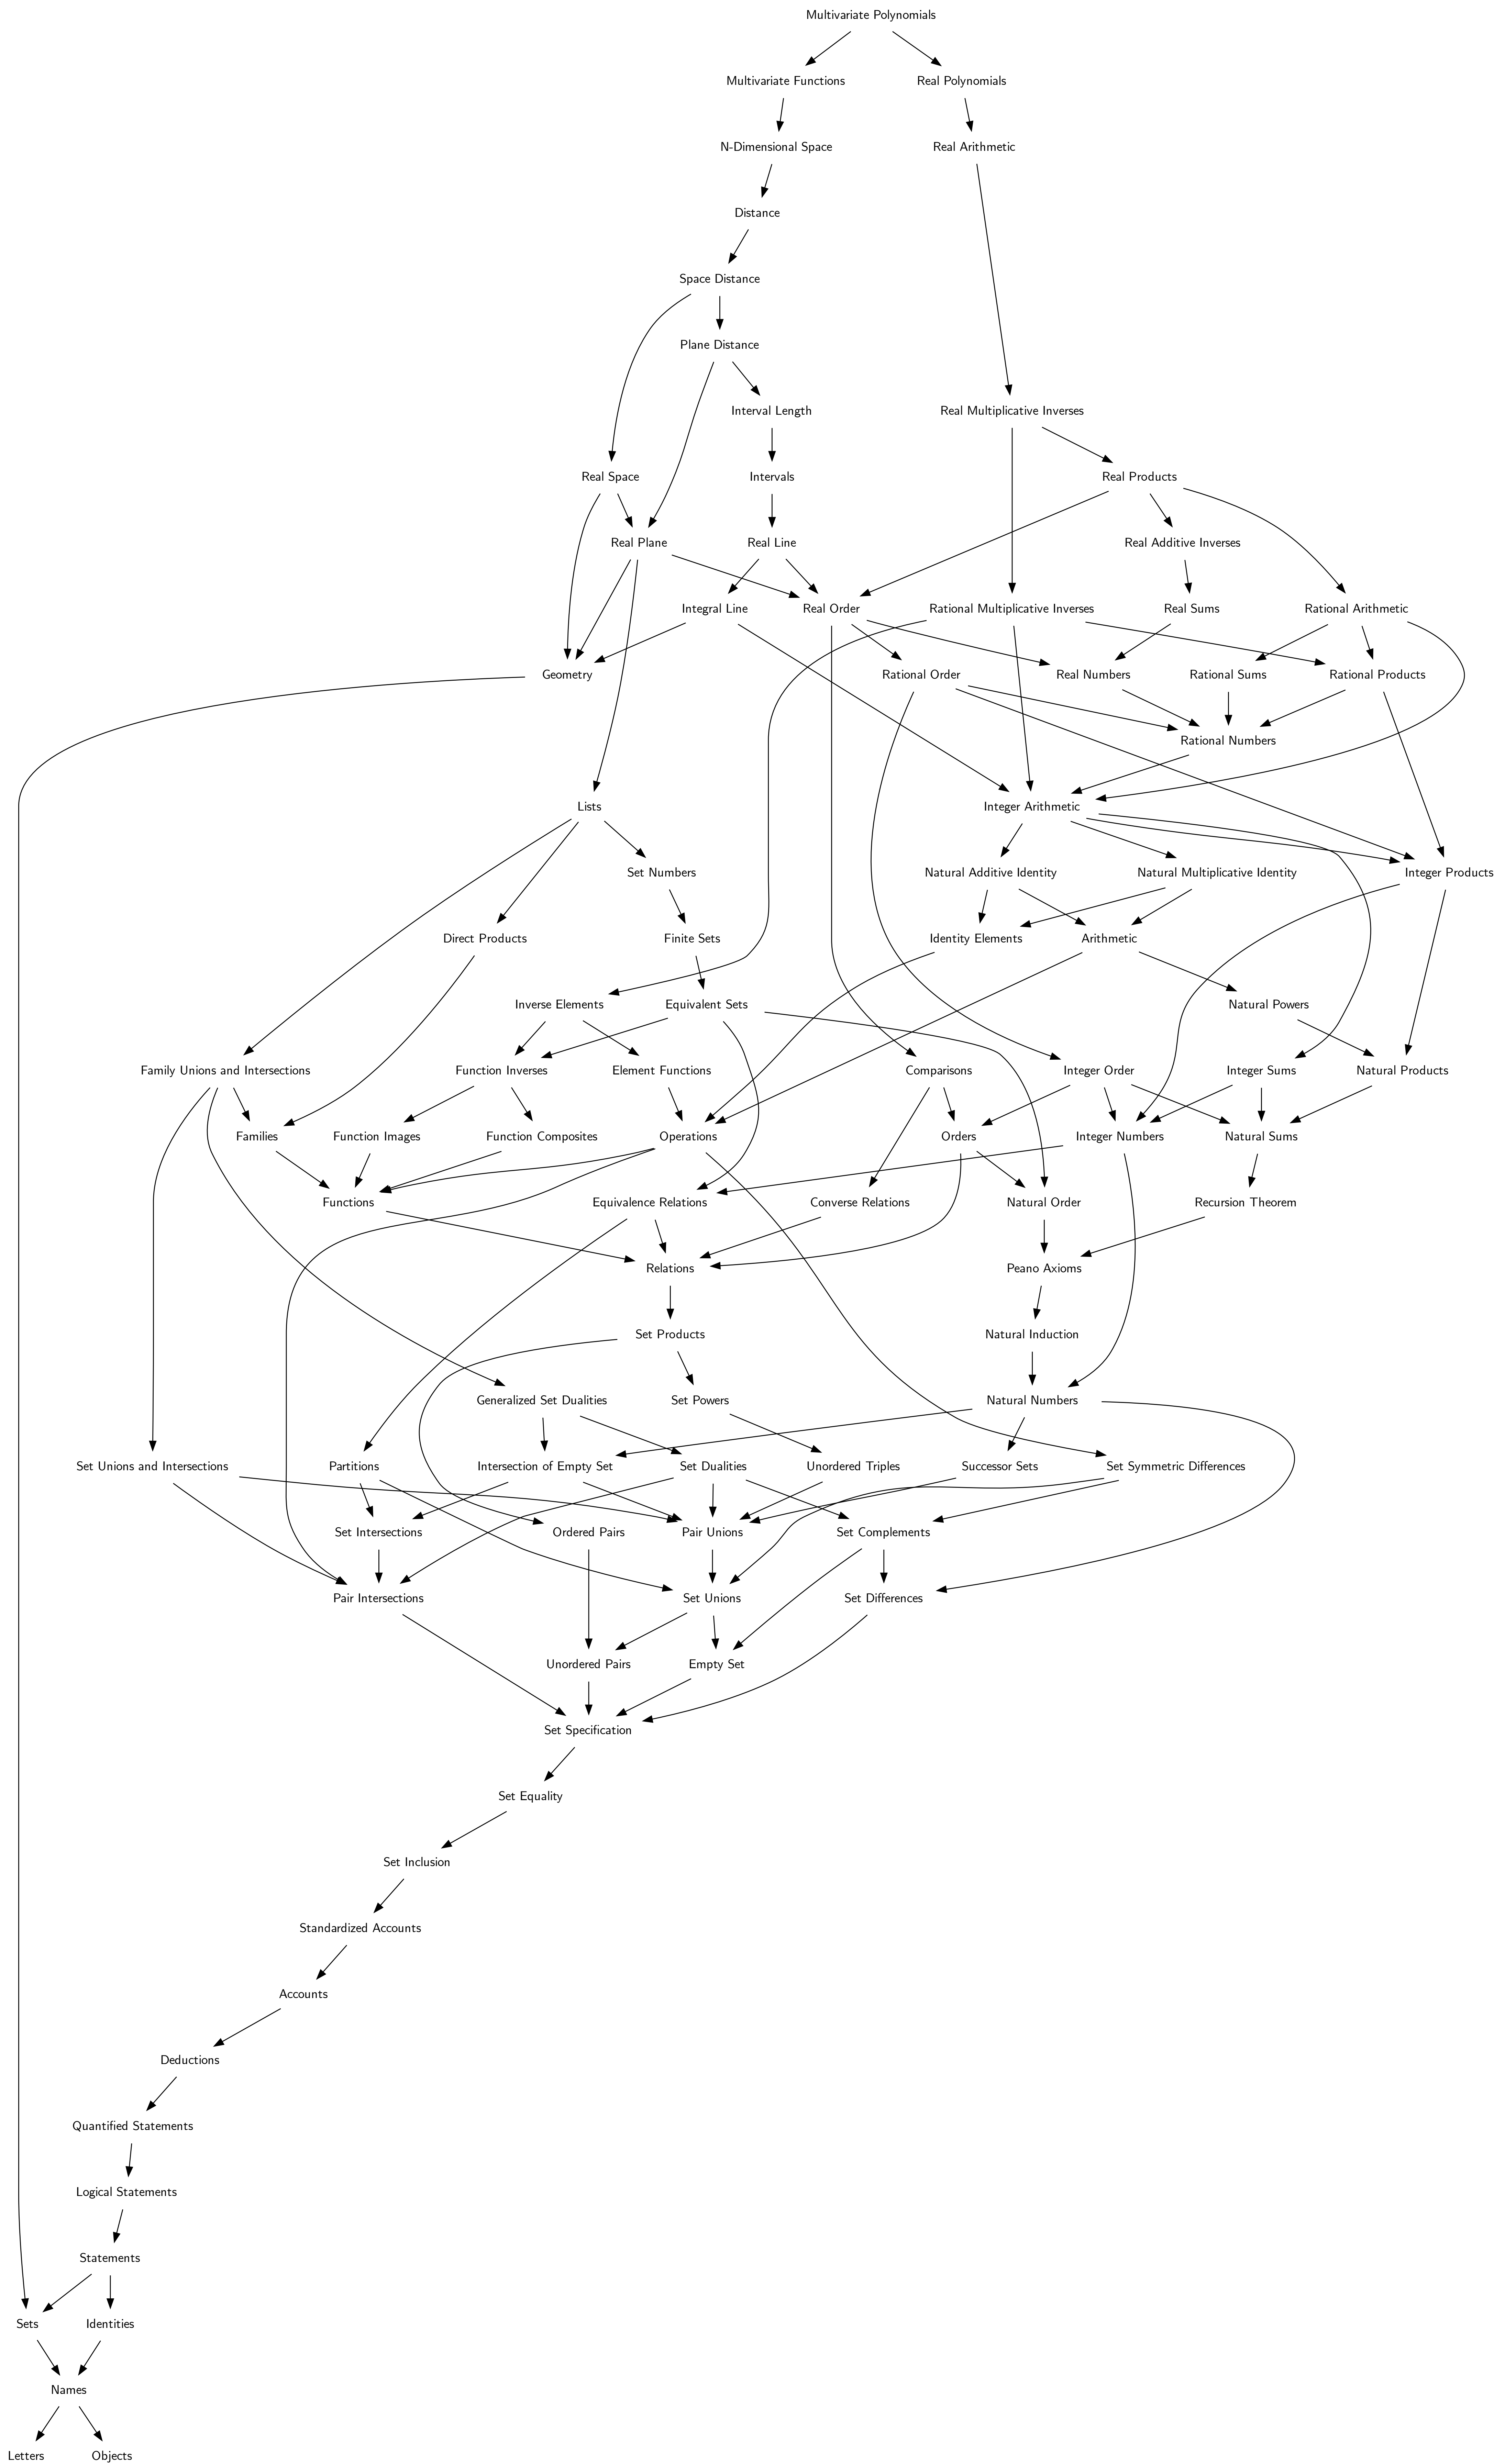 Multivariate Polynomials
Multivariate Functions
Real Polynomials
N-Dimensional Space
Real Arithmetic
Distance
Space Distance
Plane Distance
Interval Length
Real Multiplicative Inverses
Real Space
Intervals
Real Products
Real Plane
Real Line
Real Additive Inverses
Integral Line
Real Order
Rational Multiplicative Inverses
Real Sums
Rational Arithmetic
Geometry
Rational Order
Real Numbers
Rational Sums
Rational Products
Rational Numbers
Lists
Integer Arithmetic
Set Numbers
Natural Additive Identity
Natural Multiplicative Identity
Integer Products
Direct Products
Finite Sets
Identity Elements
Arithmetic
Inverse Elements
Equivalent Sets
Natural Powers
Family Unions and Intersections
Function Inverses
Element Functions
Comparisons
Integer Order
Integer Sums
Natural Products
Families
Function Images
Function Composites
Operations
Orders
Integer Numbers
Natural Sums
Functions
Equivalence Relations
Converse Relations
Natural Order
Recursion Theorem
Relations
Peano Axioms
Set Products
Natural Induction
Generalized Set Dualities
Set Powers
Natural Numbers
Set Unions and Intersections
Partitions
Intersection of Empty Set
Set Dualities
Unordered Triples
Successor Sets
Set Symmetric Differences
Set Intersections
Ordered Pairs
Pair Unions
Set Complements
Pair Intersections
Set Unions
Set Differences
Unordered Pairs
Empty Set
Set Specification
Set Equality
Set Inclusion
Standardized Accounts
Accounts
Deductions
Quantified Statements
Logical Statements
Statements
Sets
Identities
Names
Letters
Objects